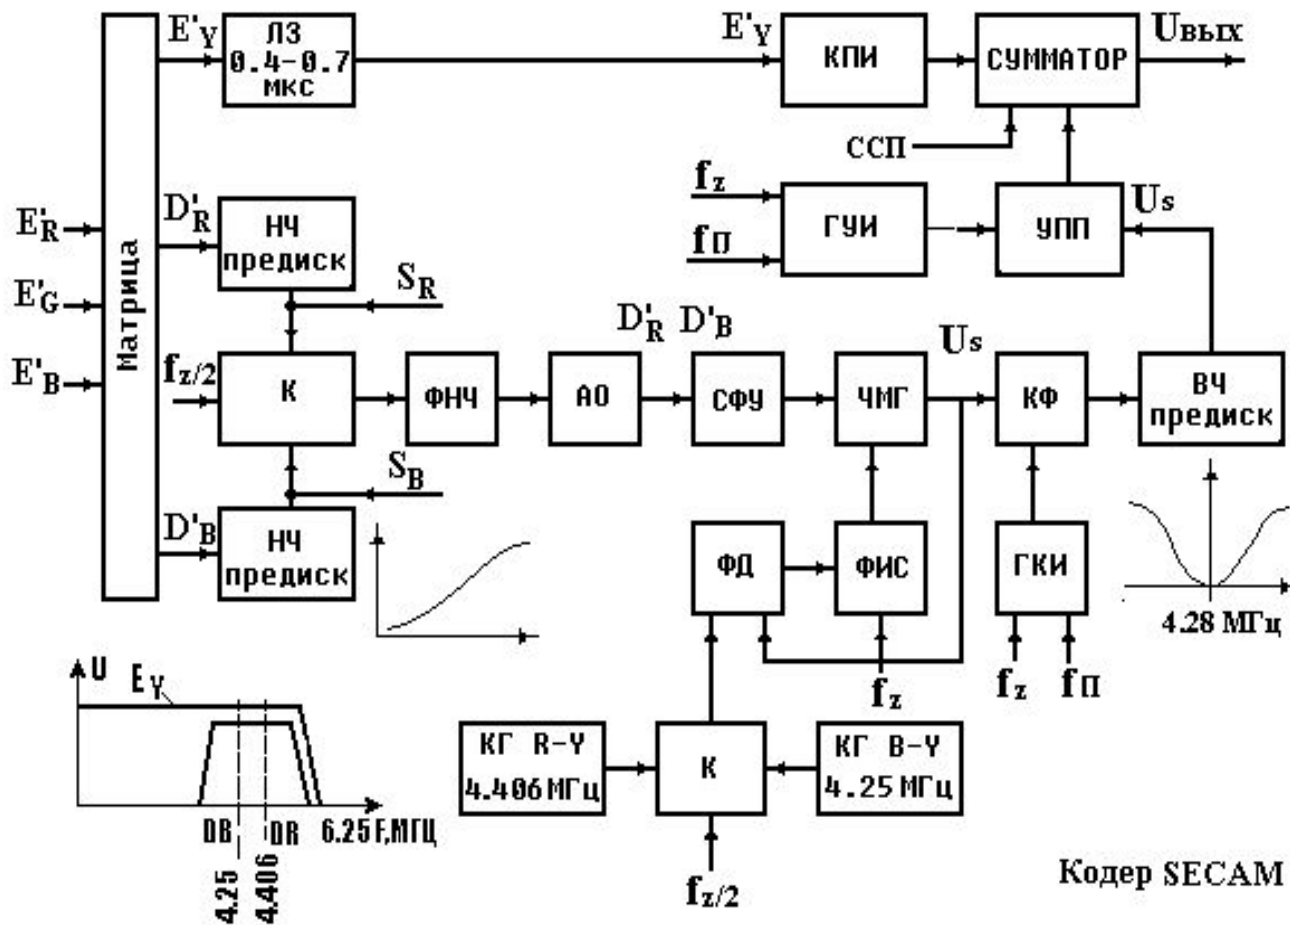 E'Y
ЛЗ
0.4-0.7
мкс
E'Y
КПИ
СУММАТОР
Uвых
ССП
Матрица
E'R
E'G
E'B
D'R
НЧ
предиск
SR
fz
fП
ГУИ
УПП
Us
fz/2
К
ФНЧ
АО
D'R D'B
СФУ
ЧМГ
Us
КФ
ВЧ
предиск
SB
D'B
НЧ
предиск
ФД
ФИС
ГКИ
4.28 МГц
fz
fz
fП
U
EY
КГ R-Y
4.406 МГц
К
КГ B-Y
4.25 МГц
DB
DR
6.25 F,МГЦ
4.25
4.406
fz/2
Кодер SECAM